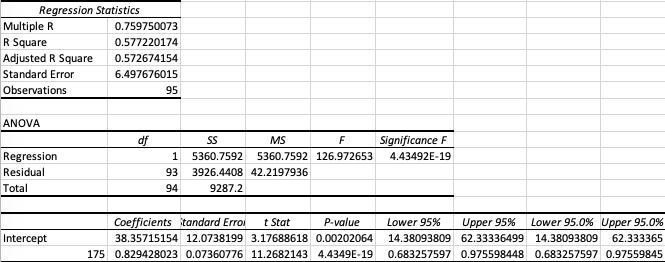 Regression Statistics
Multiple R 0.759750073
R Square 0.577220174
Adjusted R Square 0.572674154
Standard Error 6.497676015
Observations 95
ANOVA
df SS MS F Significance F
Regression 1 5360.7592 5360.7592 126.972653 4.43492E-19
Residual 93 3926.4408 42.2197936
Total 94 9287.2
Coefficients Standard Error t Stat P-value Lower 95% Upper 95% Lower 95.0% Upper 95.0%
Intercept 38.35715154 12.0738199 3.17688618 0.00202064 14.38093809 62.33336499 14.38093809 62.333365
175 0.829428023 0.07360776 11.2682143 4.4349E-19 0.683257597 0.975598448 0.683257597 0.97559845